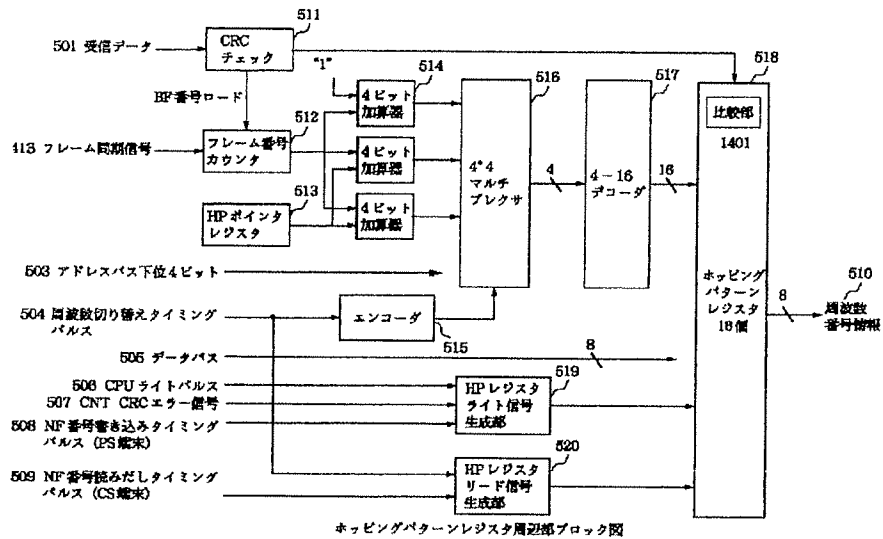 511
501 受信データ
CRC
チェック
518
"1"
514
516
517
4ビット
加算器
BF番号ロード
512
比較部
1401
413 フレーム同期信号
フレーム番号
カウンタ
4ビット
加算器
4*4
マルチ
プレクサ
4
4－16
デコーダ
16
513
HPポインタ
レジスタ
4ビット
加算器
503 アドレスバス下位4ビット
ホッピング
パターン
レジスタ
16個
8
510
周波数
番号情報
504 周波数切り替えタイミング
パルス
エンコーダ
515
505 データバス
8
506 CPUライトパルス
507 CNT CRCエラー信号
508 NF番号書き込みタイミング
パルス（PS端末）
HPレジスタ
ライト信号
生成部
519
509 NF番号読みだしタイミング
パルス（CS端末）
HPレジスタ
リード信号
生成部
520
ホッピングパターンレジスタ周辺部ブロック図